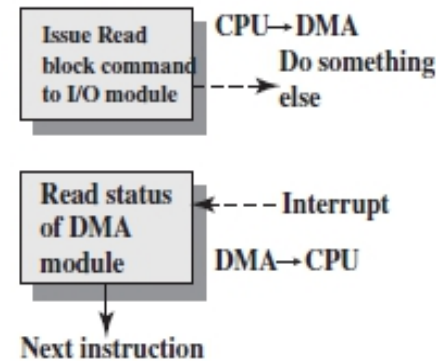 Issue Read
block command
to I/O module
CPU→DMA
Do something
else
Read status
of DMA
module
Interrupt
DMA→CPU
Next instruction